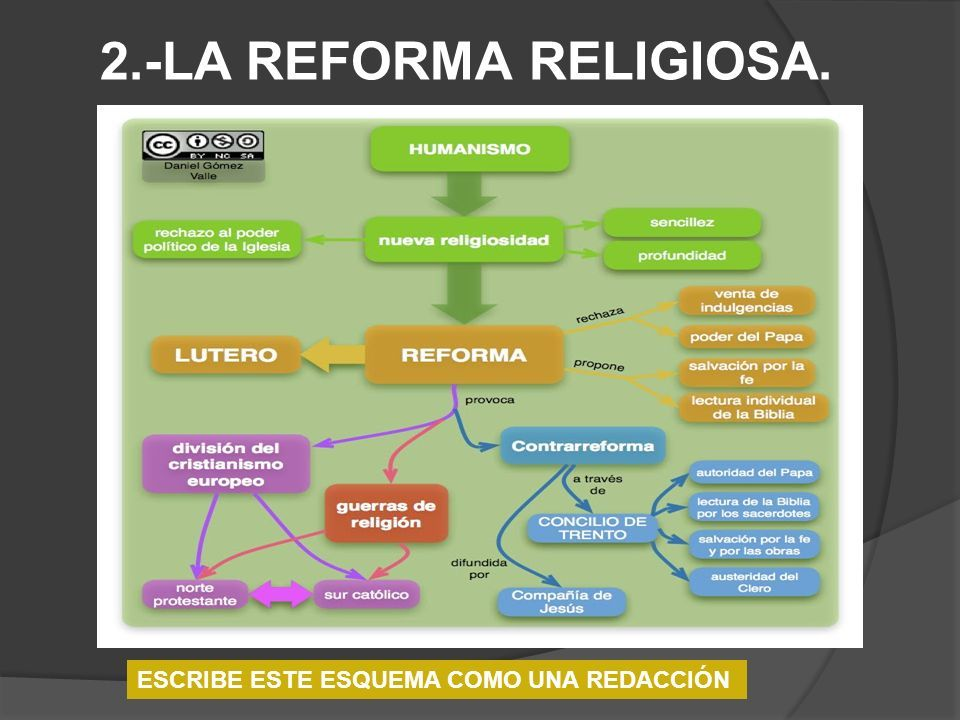 2.-LA REFORMA RELIGIOSA.
cc
BY NC SA
Daniel Gómez
Valle
HUMANISMO
rechazo al poder
político de la Iglesia
nueva religiosidad
sencillez
profundidad
LUTERO
REFORMA
rechaza
venta de
indulgencias
poder del Papa
propone
salvación por la
fe
lectura individual
de la Biblia
provoca
división del
cristianismo
europeo
guerras de
religión
Contrarreforma
a través
de
CONCILIO DE
TRENTO
autoridad del Papa
lectura de la Biblia
por los sacerdotes
salvación por la fe
y por las obras
austeridad del
Clero
difundida
por
Compañía de
Jesús
norte
protestante
sur católico
ESCRIBE ESTE ESQUEMA COMO UNA REDACCIÓN